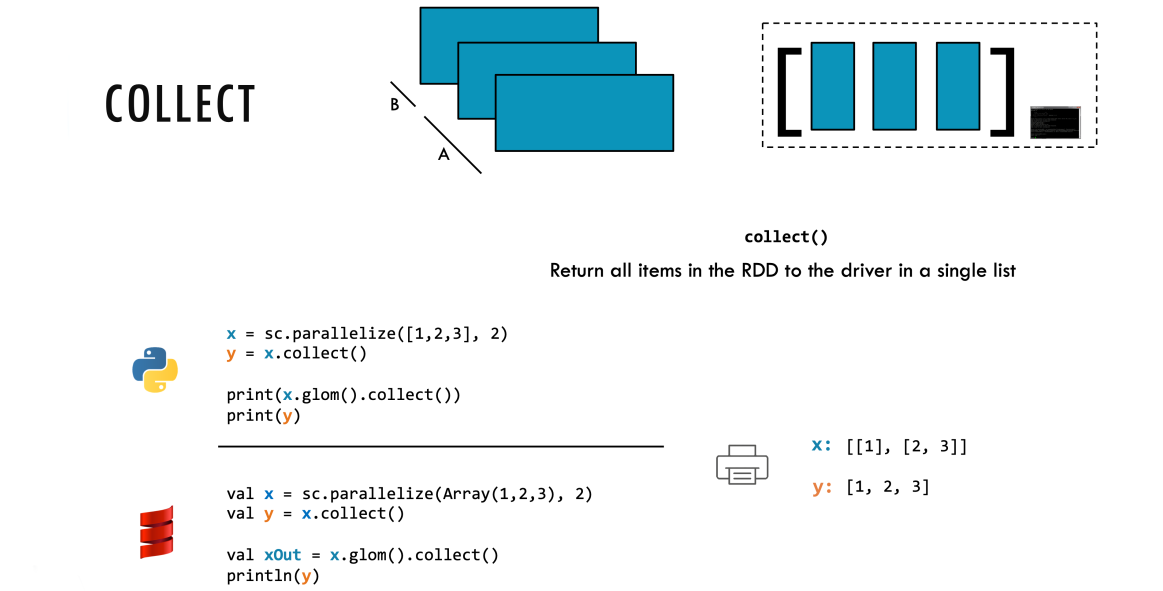 COLLECT
B
A
[ ]
collect()
Return all items in the RDD to the driver in a single list
x = sc.parallelize([1,2,3], 2)
y = x.collect()
print(x.glom().collect())
print(y)
x: [[1], [2, 3]]
y: [1, 2, 3]
val x = sc.parallelize(Array(1,2,3), 2)
val y = x.collect()
val xOut = x.glom().collect()
println(y)